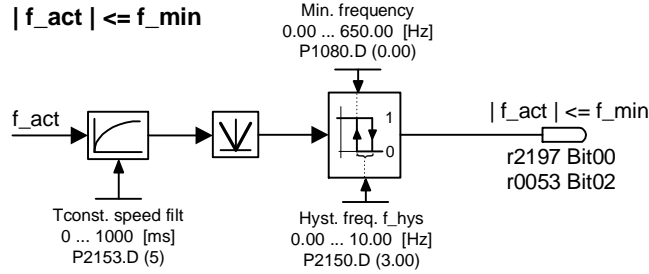 | f_act | <= f_min
Min. frequency
0.00 ... 650.00 [Hz]
P1080.D (0.00)
f_act
1
0
| f_act | <= f_min
r2197 Bit00
r0053 Bit02
Tconst. speed filt
0 ... 1000 [ms]
P2153.D (5)
Hyst. freq. f_hys
0.00 ... 10.00 [Hz]
P2150.D (3.00)